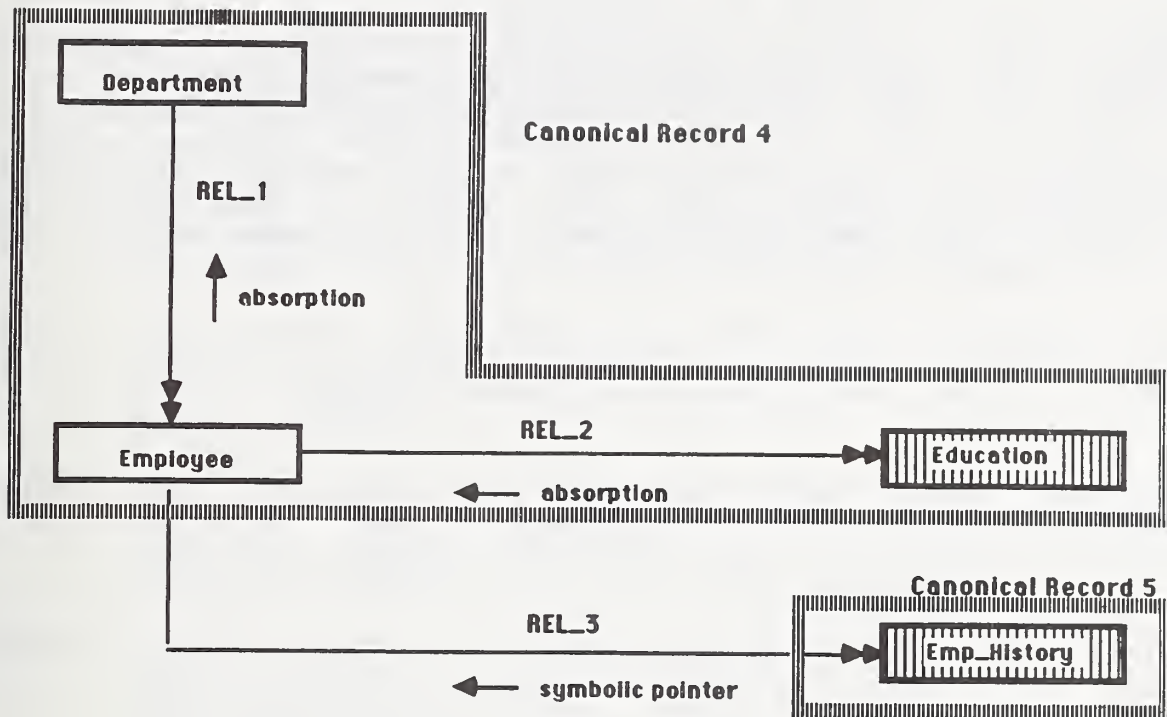 Department
Canonical Record 4
REL_1
absorption
REL_2
Employee
Education
absorption
Canonical Record 5
REL_3
Emp_History
symbolic pointer